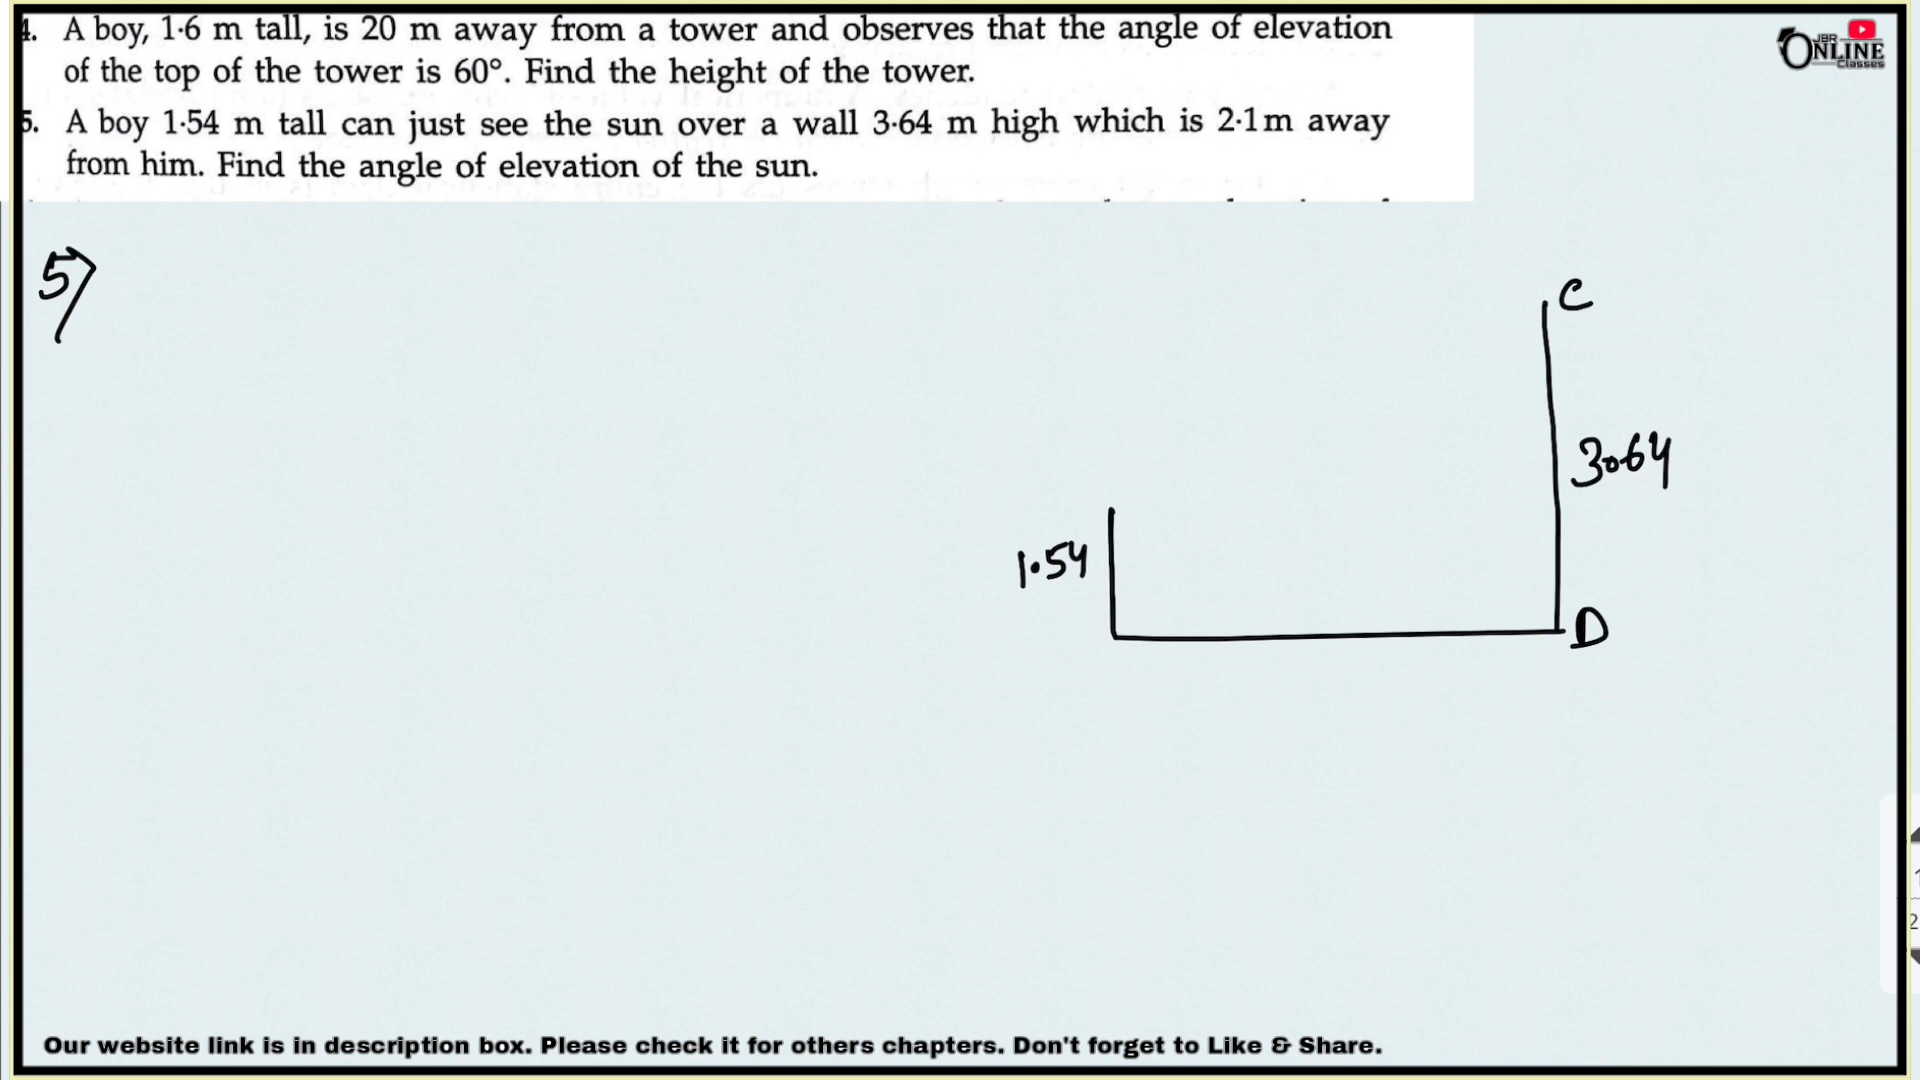 4. A boy, 1·6 m tall, is 20 m away from a tower and observes that the angle of elevation
of the top of the tower is 60°. Find the height of the tower.
5. A boy 1·54 m tall can just see the sun over a wall 3·64 m high which is 2·1m away
from him. Find the angle of elevation of the sun.
JBR
ONLINE
Classes
5)
C
3.64
1.54
D
1
2
Our website link is in description box. Please check it for others chapters. Don't forget to Like & Share.